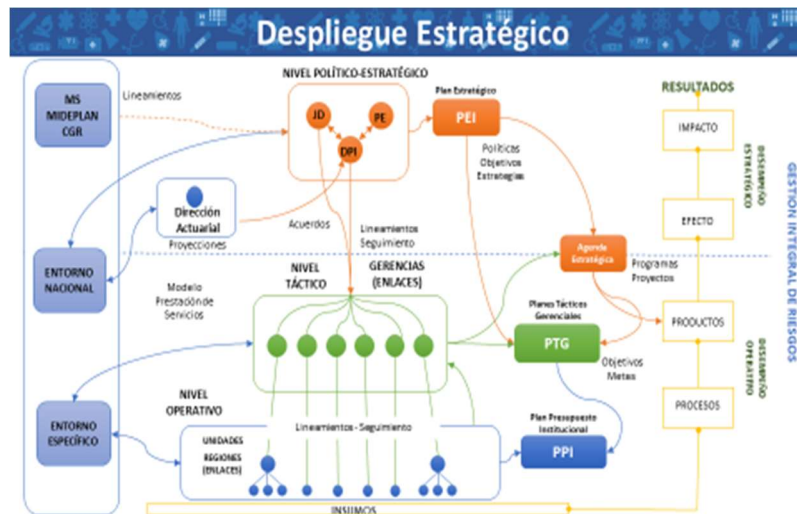 Despliegue Estratégico
NIVEL POLÍTICO-ESTRATÉGICO
MS
MIDEPLAN
CGR
Lineamientos
JD
PE
DPI
Plan Estratégico
PEI
Políticas
Objetivos
Estrategias
RESULTADOS
IMPACTO
EFECTO
DESEMPEÑO
ESTRATÉGICO
GESTION INTEGRAL DE RIESGOS
Dirección
Actuarial
Proyecciones
Acuerdos
Lineamientos
Seguimiento
Agenda
Estratégica
Programas
Proyectos
ENTORNO
NACIONAL
Modelo
Prestación de
Servicios
NIVEL
TÁCTICO
GERENCIAS
(ENLACES)
Planes Tácticos
Gerenciales
PTG
Objetivos
Metas
PRODUCTOS
PROCESOS
DESEMPEÑO
OPERATIVO
NIVEL
OPERATIVO
ENTORNO
ESPECÍFICO
UNIDADES
REGIONES
(ENLACES)
Lineamientos - Seguimiento
Plan Presupuesto
Institucional
PPI
INSUMOS